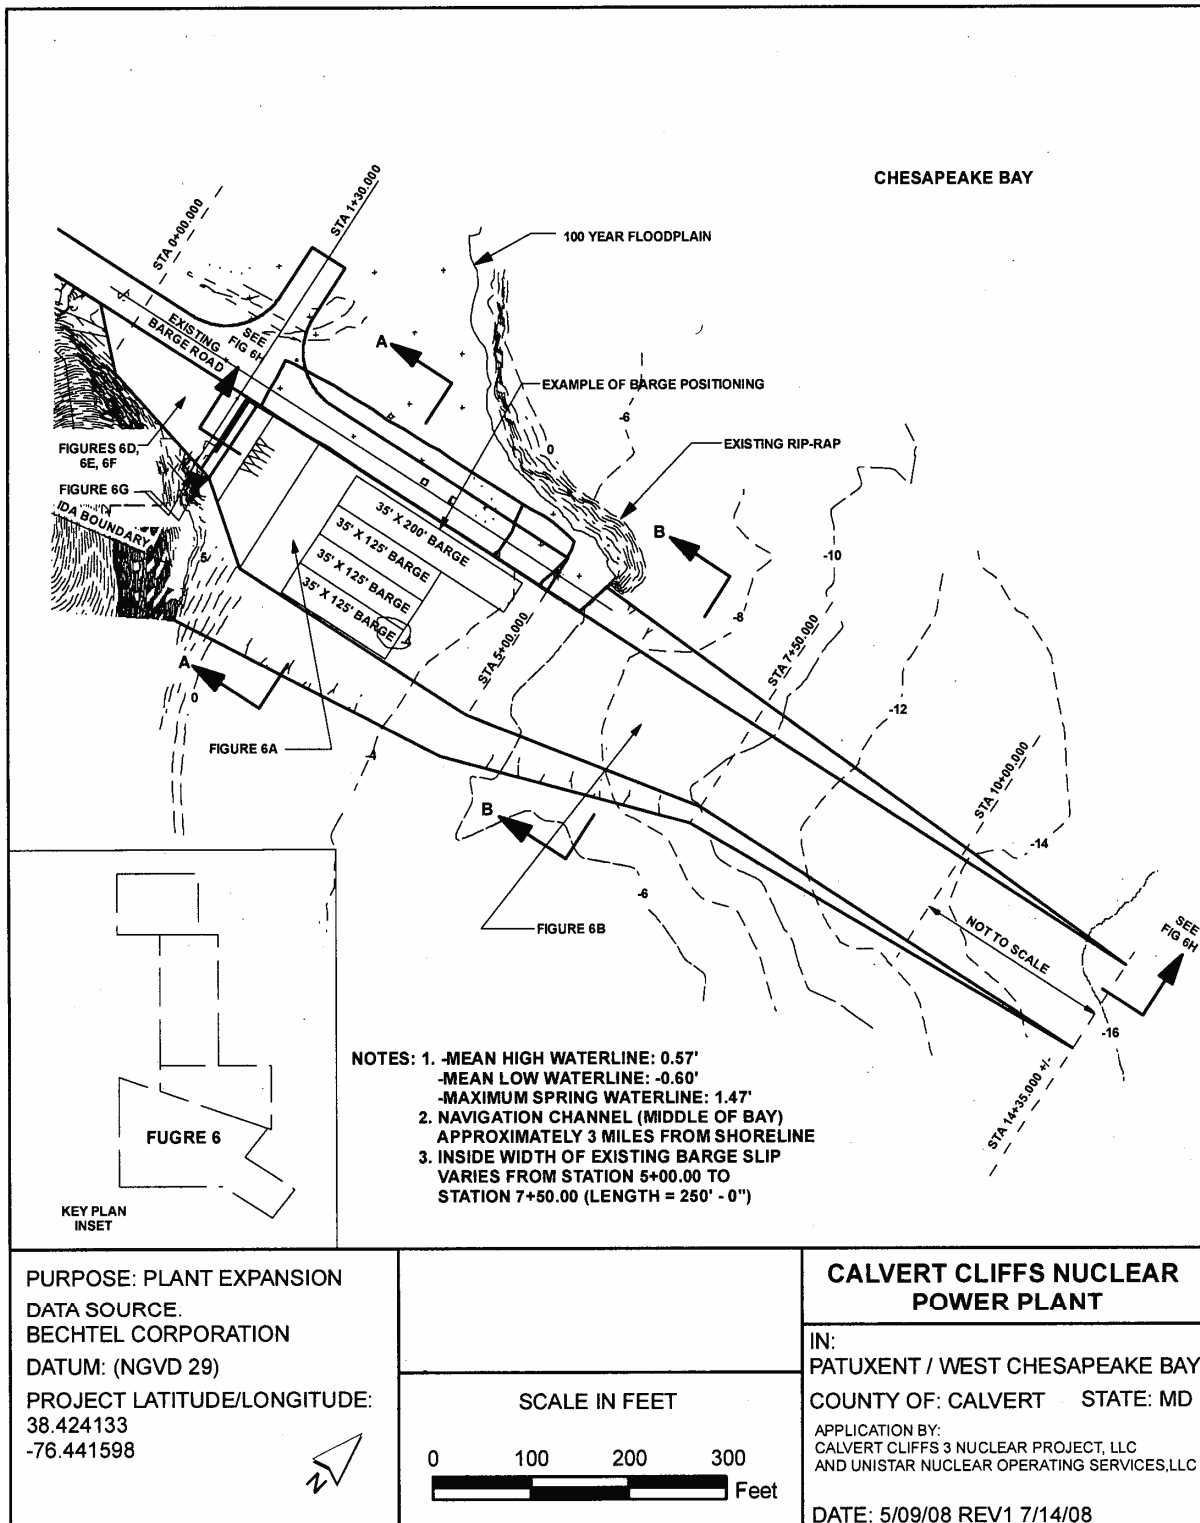 CHESAPEAKE BAY
STA 0+00.000
STA 1+30.000
100 YEAR FLOODPLAIN
EXISTING
BARGE ROAD
SEE
FIG 6H
A
EXAMPLE OF BARGE POSITIONING
-6
0
EXISTING RIP-RAP
FIGURES 6D,
6E, 6F
FIGURE 6G
IDA BOUNDARY
35' X 200' BARGE
35' X 125' BARGE
35' X 125' BARGE
35' X 125' BARGE
B
-10
-8
STA 5+00.000
STA 7+50.000
A
0
-12
FIGURE 6A
-4
STA 10+00.000
B
-14
-6
FIGURE 6B
NOT TO SCALE
SEE
FIG 6H
-16
STA 14+35.000 +/-
NOTES: 1. -MEAN HIGH WATERLINE: 0.57'
-MEAN LOW WATERLINE: -0.60'
-MAXIMUM SPRING WATERLINE: 1.47'
2. NAVIGATION CHANNEL (MIDDLE OF BAY)
APPROXIMATELY 3 MILES FROM SHORELINE
3. INSIDE WIDTH OF EXISTING BARGE SLIP
VARIES FROM STATION 5+00.00 TO
STATION 7+50.00 (LENGTH = 250' - 0")
FUGRE 6
KEY PLAN
INSET
PURPOSE: PLANT EXPANSION
DATA SOURCE.
BECHTEL CORPORATION
DATUM: (NGVD 29)
PROJECT LATITUDE/LONGITUDE:
38.424133
-76.441598
N
SCALE IN FEET
0 100 200 300
Feet
CALVERT CLIFFS NUCLEAR
POWER PLANT
IN:
PATUXENT / WEST CHESAPEAKE BAY
COUNTY OF: CALVERT STATE: MD
APPLICATION BY:
CALVERT CLIFFS 3 NUCLEAR PROJECT, LLC
AND UNISTAR NUCLEAR OPERATING SERVICES,LLC
DATE: 5/09/08 REV1 7/14/08